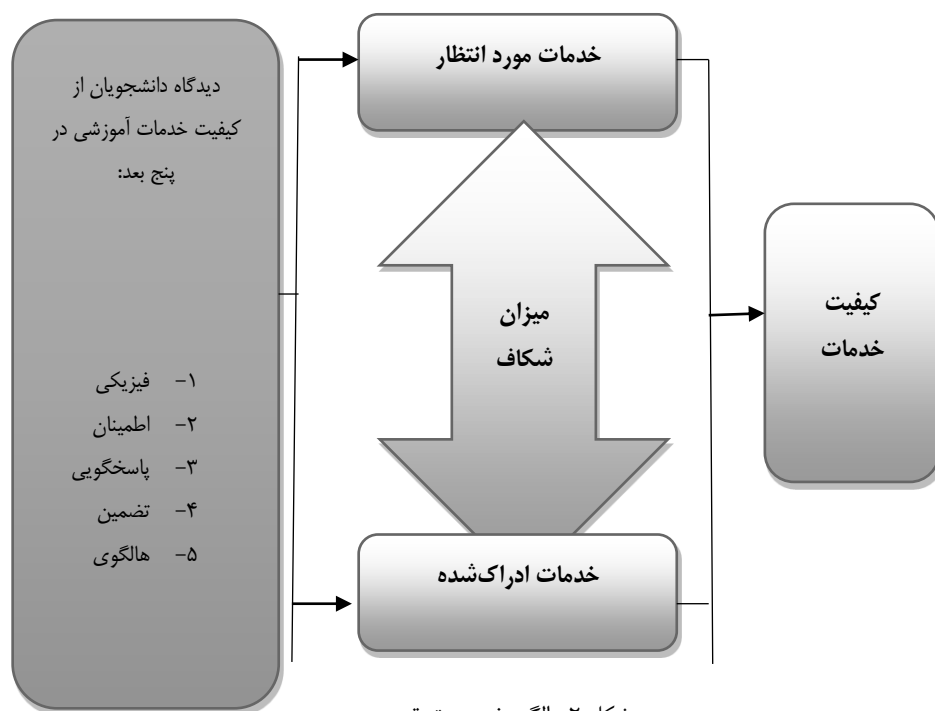 دیدگاه دانشجویان از
کیفیت خدمات آموزشی در
پنج بعد:
۱- فیزیکی
۲- اطمینان
۳- پاسخگویی
۴- تضمین
۵- هالگوی
خدمات مورد انتظار
میزان
شکاف
خدمات ادراک‌شده
کیفیت
خدمات